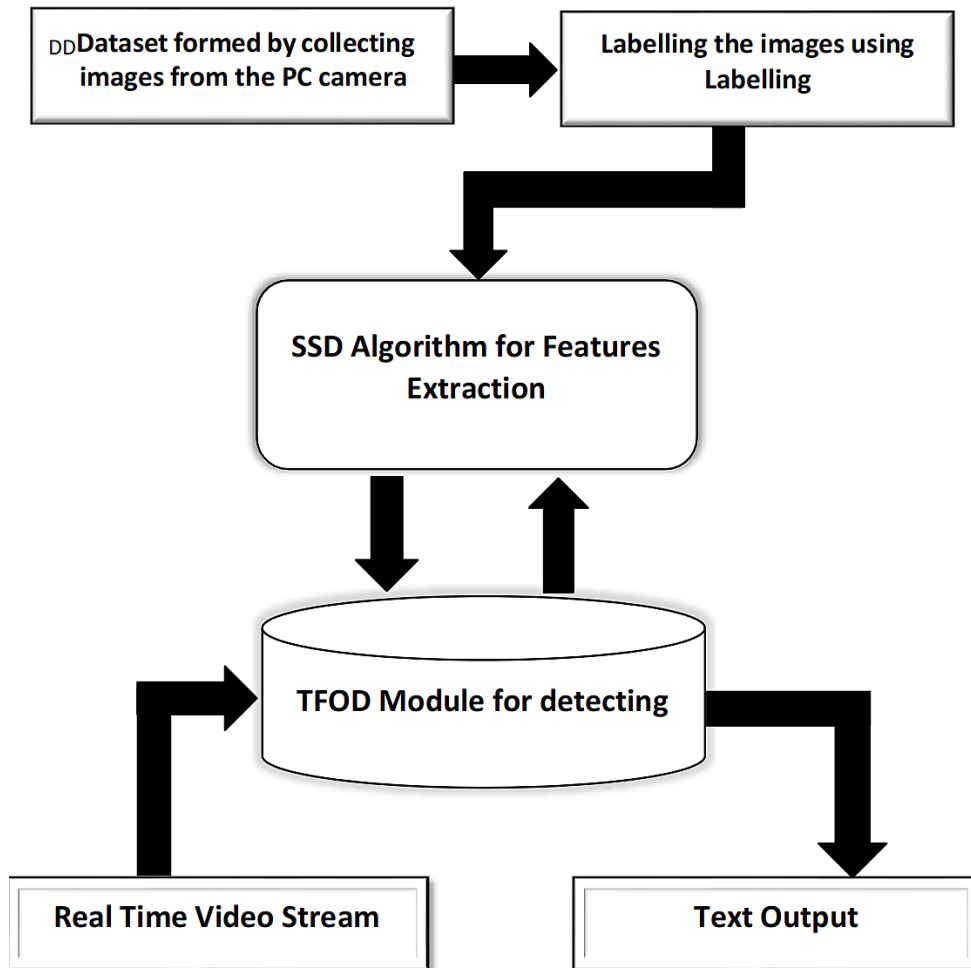 DDDataset formed by collecting
images from the PC camera
Labelling the images using
Labelling
SSD Algorithm for Features
Extraction
TFOD Module for detecting
Real Time Video Stream
Text Output